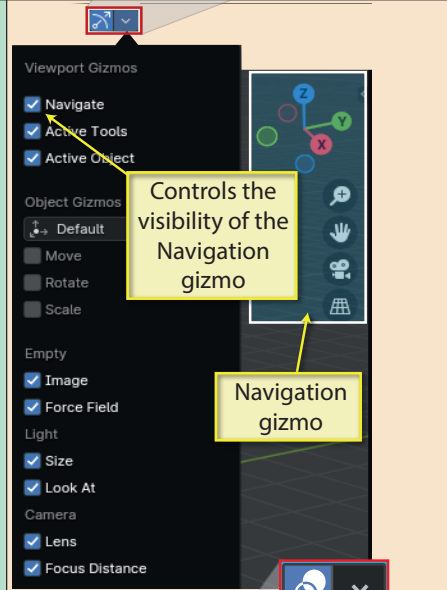 Viewport Gizmos
Navigate
Active Tools
Active Object
Object Gizmos
Default
Move
Rotate
Scale
Empty
Image
Force Field
Light
Size
Look At
Camera
Lens
Focus Distance
Controls the
visibility of the
Navigation
gizmo
Z
Y
X
Navigation
gizmo